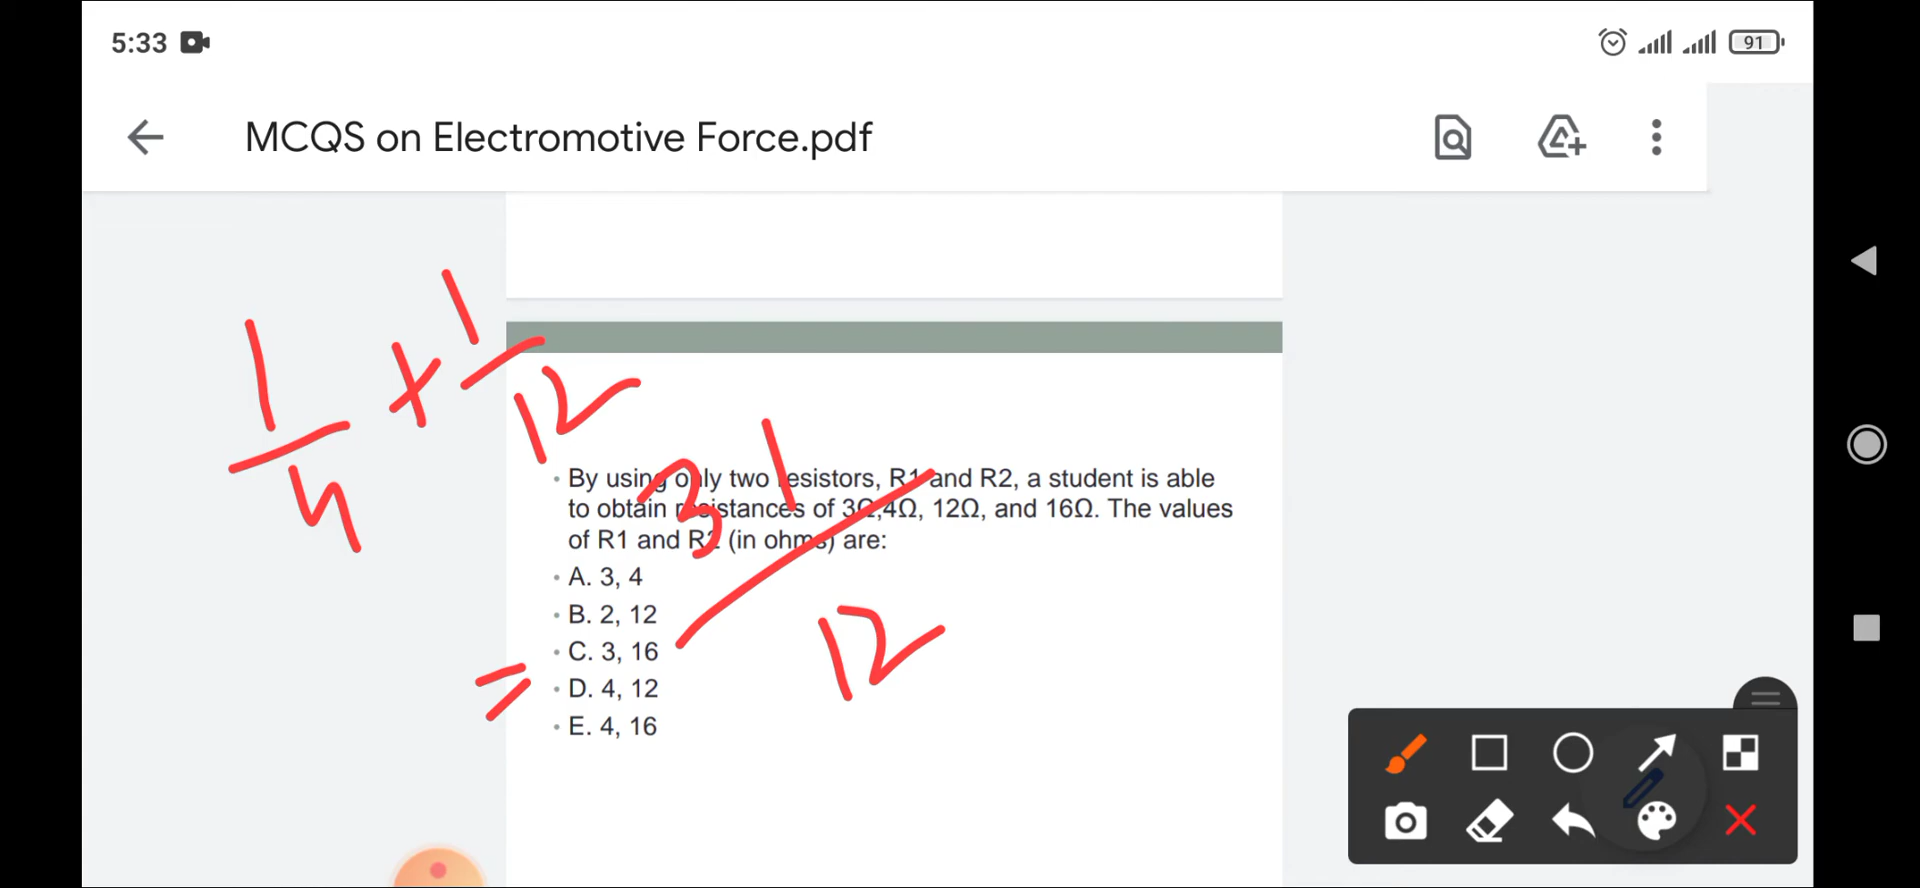 5:33
91
MCQS on Electromotive Force.pdf
1/4 + 1/12
• By using only two resistors, R1 and R2, a student is able
to obtain resistances of 3Ω,4Ω, 12Ω, and 16Ω. The values
of R1 and R2 (in ohms) are:
• A. 3, 4
• B. 2, 12
• C. 3, 16
• D. 4, 12
• E. 4, 16
= 3 1/12